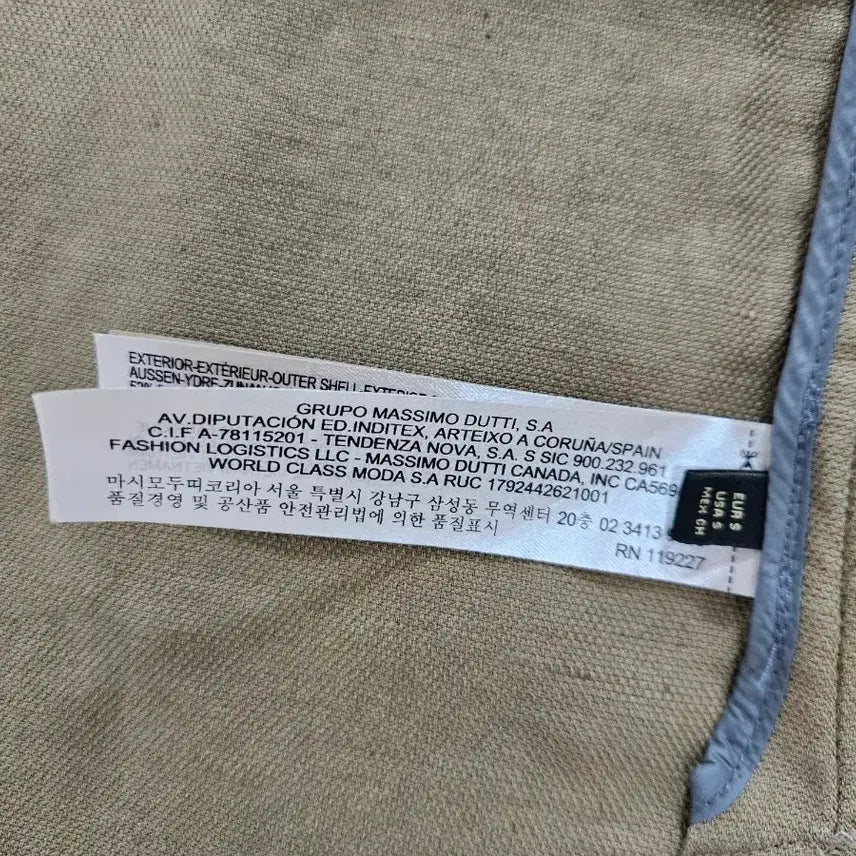 EXTERIOR-EXTÉRIEUR-OUTER SHELL-EXTERIOR
GRUPO MASSIMO DUTTI, S.A
AV.DIPUTACIÓN ED.INDITEX, ARTEIXO A CORUÑA/SPAIN
C.I.F A-78115201 - TENDENZA NOVA, S.A. S SIC 900.232.961
FASHION LOGISTICS LLC - MASSIMO DUTTI CANADA, INC CA569
WORLD CLASS MODA S.A RUC 1792442621001
마시모두띠코리아 서울 특별시 강남구 삼성동 무역센터 20층 02 3413
품질경영 및 공산품 안전관리법에 의한 품질표시
RN 119227
EUR S
USA S
MEX CH